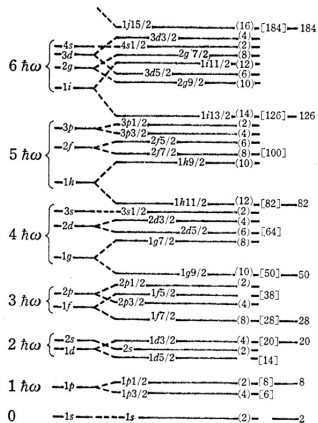 1j15/2 (16) [184] 184
3d3/2 (4)
4s 4s1/2 (2)
3d 2g7/2 (8)
6 ħω 2g 1i11/2 (12)
3d5/2 (6)
1i 2g9/2 (10)
1i13/2 (14) [126] 126
3p 3p1/2 (2)
3p3/2 (4)
5 ħω 2f 2f5/2 (6)
2f7/2 (8) [100]
1h9/2 (10)
1h
1h11/2 (12) [82] 82
3s 3s1/2 (2)
4 ħω 2d 2d3/2 (4)
2d5/2 (6) [64]
1g7/2 (8)
1g
1g9/2 (10) [50] 50
2p1/2 (2)
3 ħω 2p 1f5/2 (6) [38]
1f 2p3/2 (4)
1f7/2 (8) [28] 28
2 ħω 2s 1d3/2 (4) [20] 20
1d 2s (2)
1d5/2 [14]
1 ħω 1p 1p1/2 (2) [8] 8
1p3/2 (4) [6]
0 1s 1s (2) 2